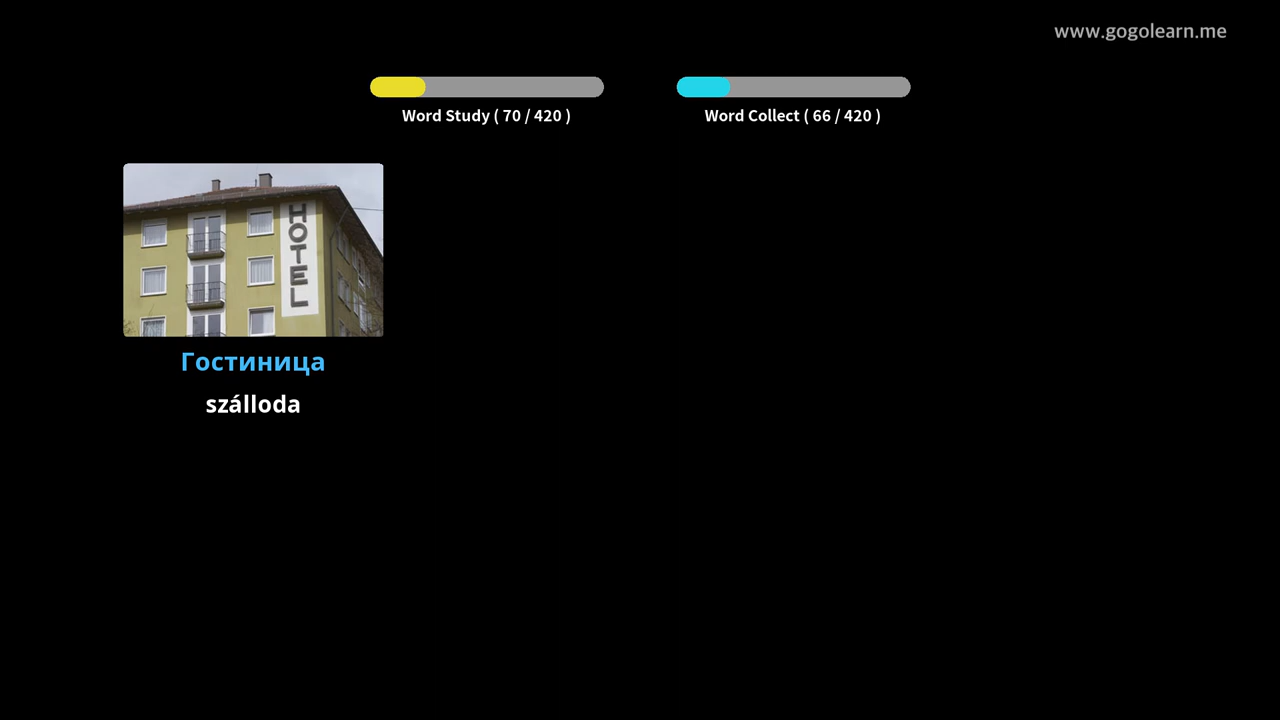 www.gogolearn.me
Word Study ( 70 / 420 )
Word Collect ( 66 / 420 )
HOTEL
Гостиница
szálloda